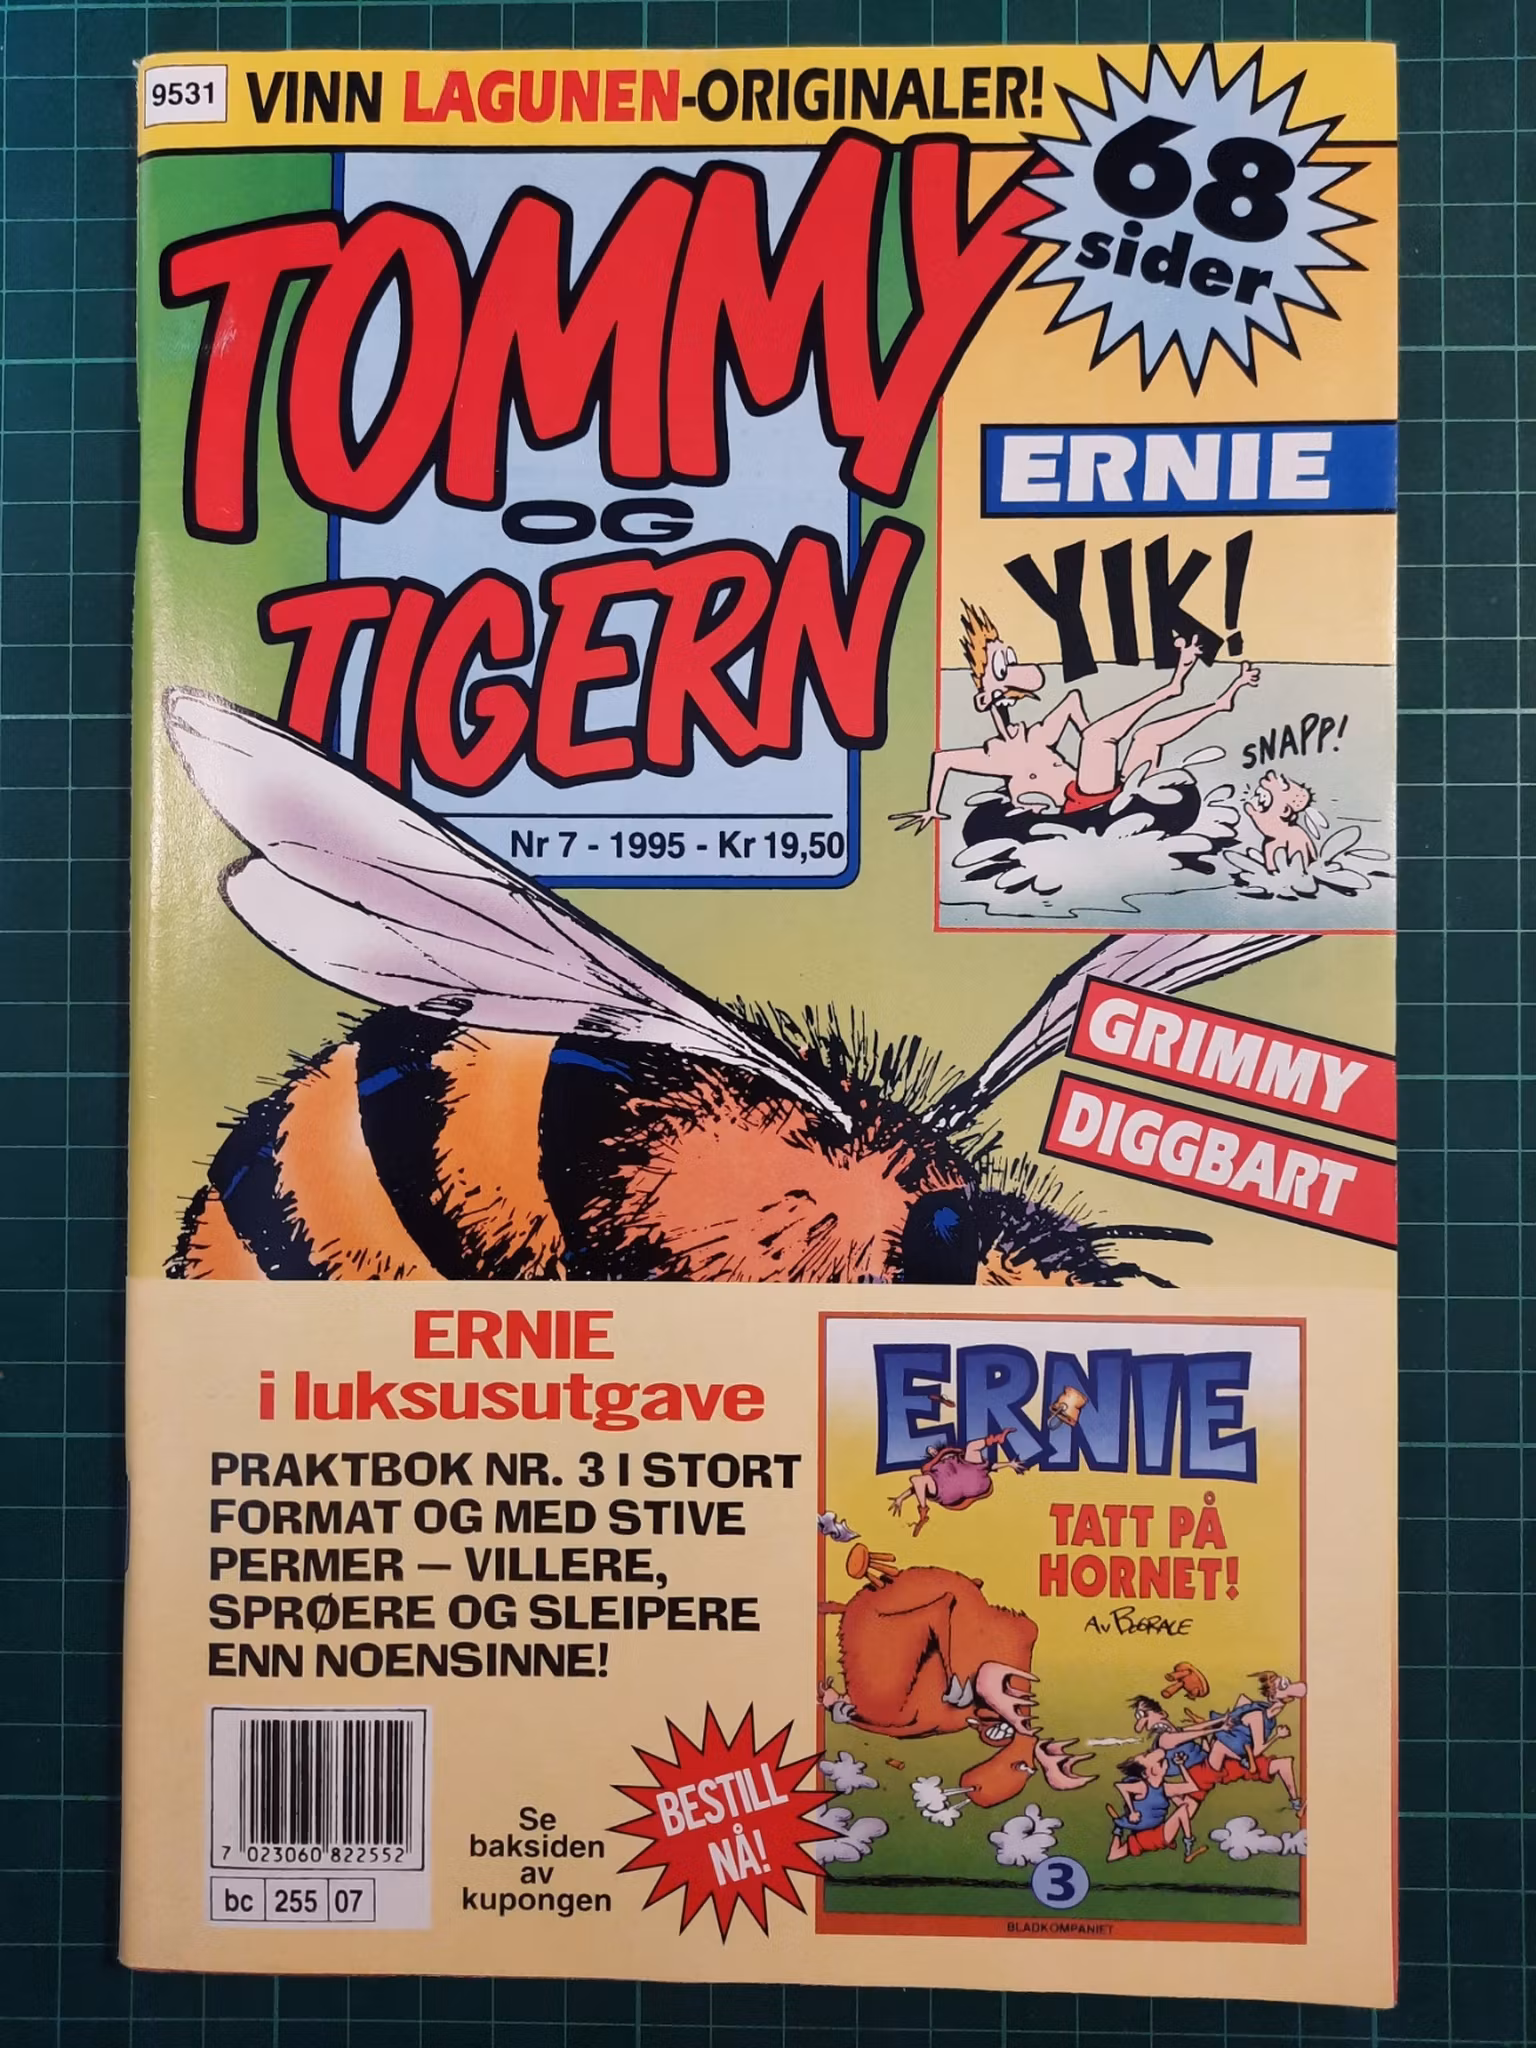 9531
VINN LAGUNEN-ORIGINALER!
68
sider
TOMMY
OG
TIGERN
Nr 7 - 1995 - Kr 19,50
ERNIE
YIK!
SNAPP!
GRIMMY
DIGGBART
ERNIE
i luksusutgave
PRAKTBOK NR. 3 I STORT
FORMAT OG MED STIVE
PERMER – VILLERE,
SPRØERE OG SLEIPERE
ENN NOENSINNE!
7 023060 822552
bc 255 07
Se
baksiden
av
kupongen
BESTILL
NÅ!
ERNIE
TATT PÅ
HORNET!
AV BGRACE
3
BLADKOMPANIET